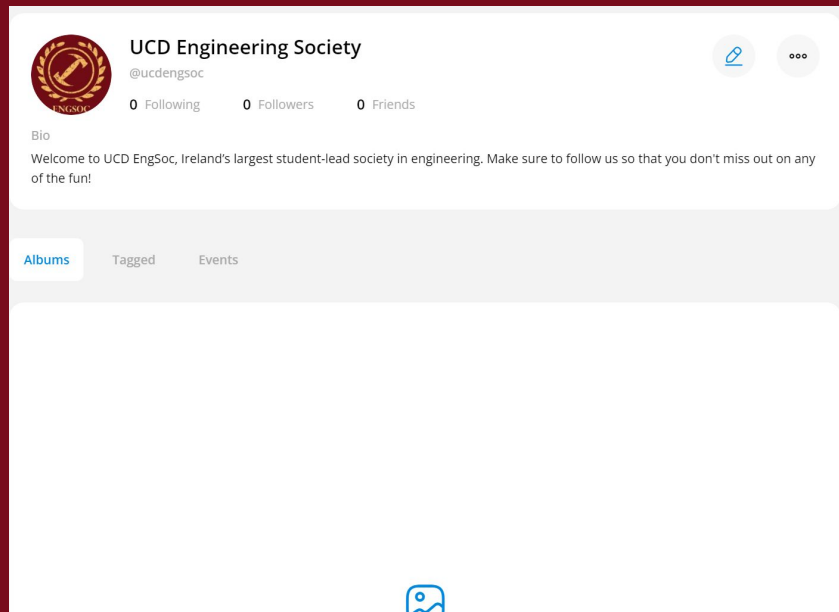 UCD Engineering Society
@ucdengsoc
0 Following 0 Followers 0 Friends
ENGSOC
Bio
Welcome to UCD EngSoc, Ireland's largest student-lead society in engineering. Make sure to follow us so that you don't miss out on any
of the fun!
Albums Tagged Events